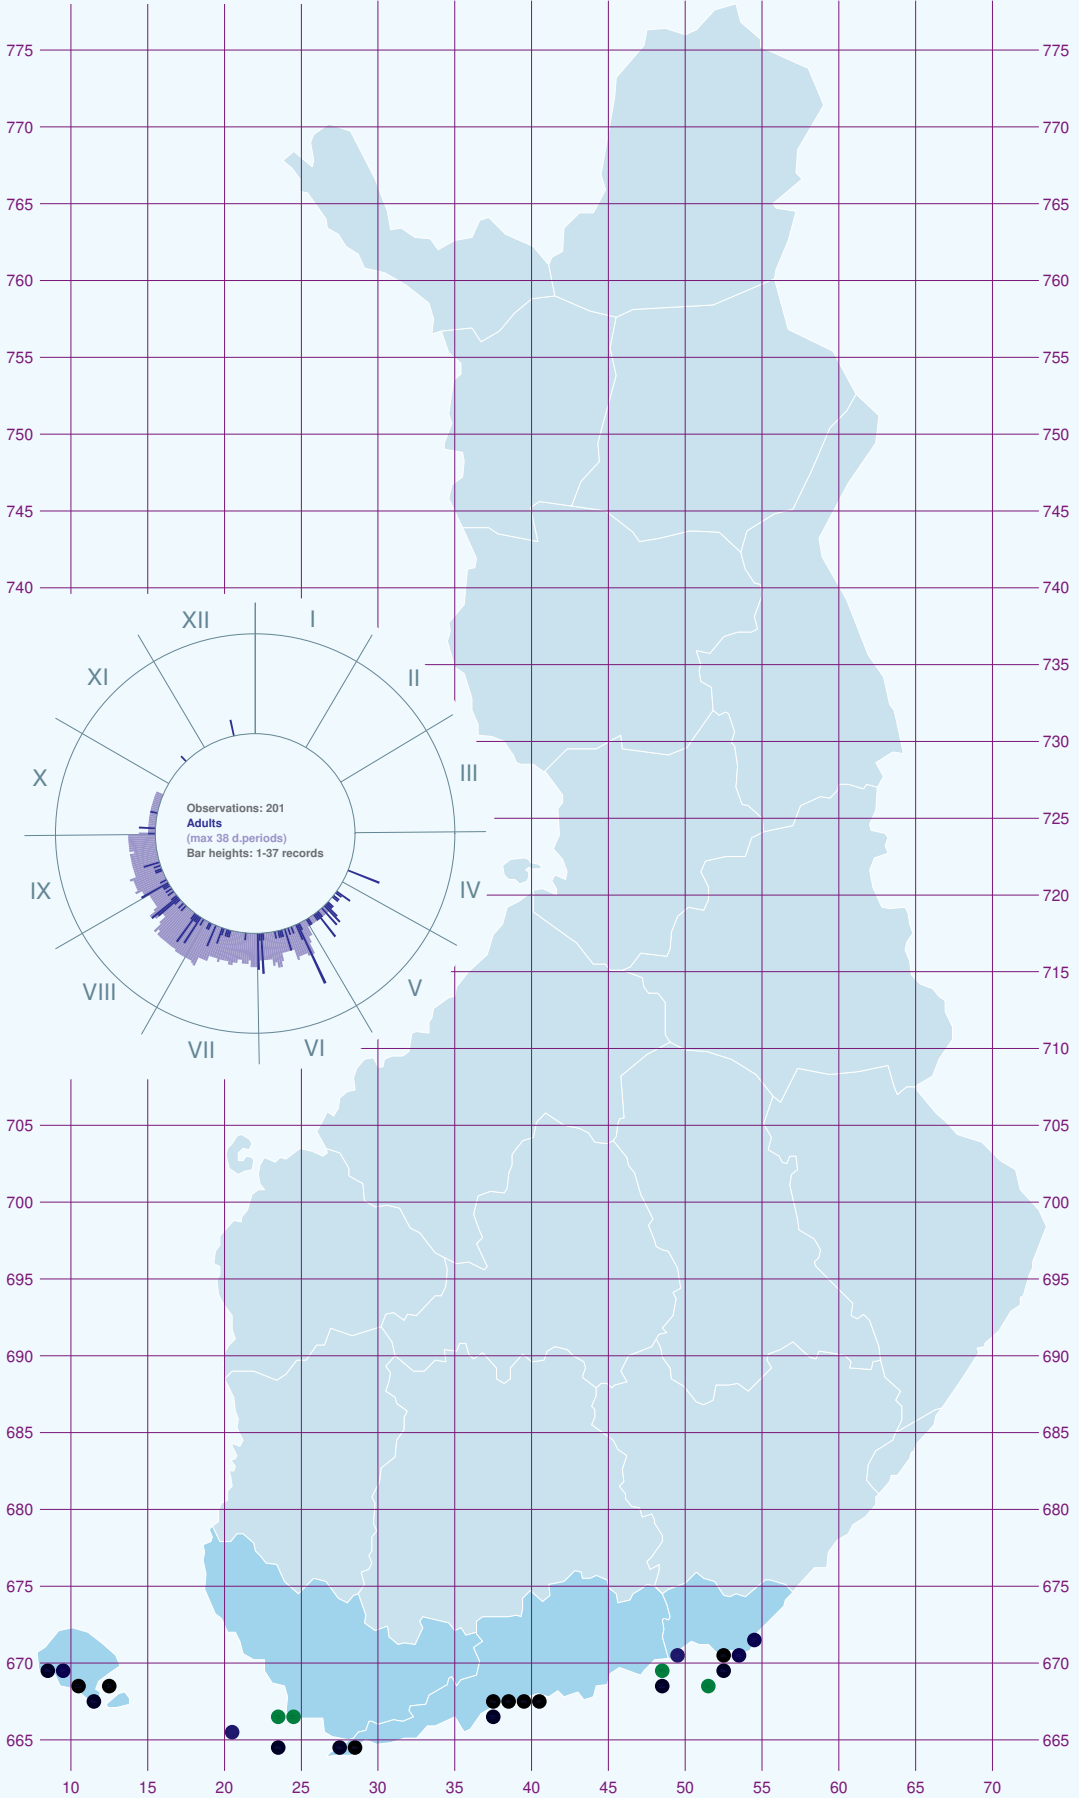 775 775
770 770
765 765
760 760
755 755
750 750
745 745
740 740
735
730
725
720
715
710
XII I
XI II
X III
IX IV
VIII V
VII VI
Observations: 201
Adults
(max 38 d.periods)
Bar heights: 1-37 records
705 705
700 700
695 695
690 690
685 685
680 680
675 675
670 670
665 665
10 15 20 25 30 35 40 45 50 55 60 65 70